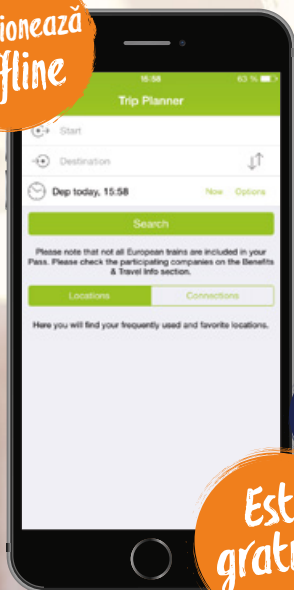 ionează
fline
15:58
63 %
Trip Planner
Start
Destination
Dep today, 15:58
Now
Options
Search
Please note that not all European trains are included in your
Pass. Please check the participating companies on the Benefits
& Travel Info section.
Locations
Connections
Here you will find your frequently used and favorite locations.
Est
gratu